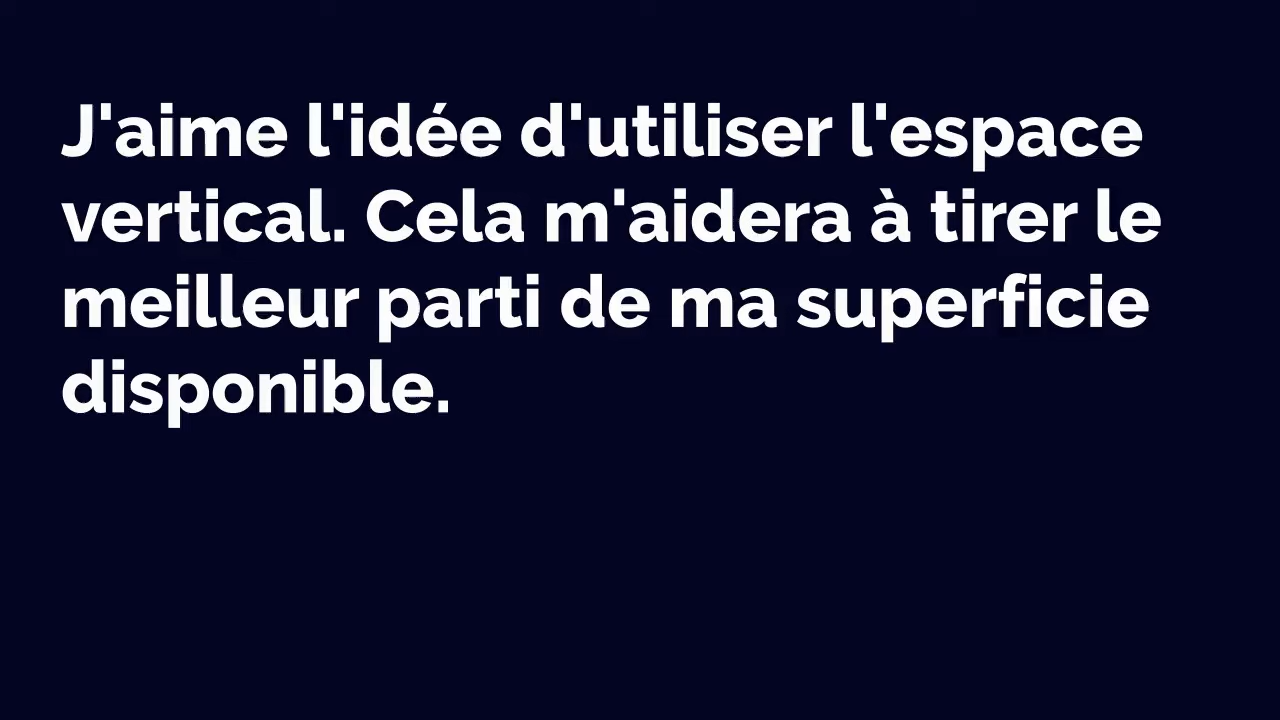 J'aime l'idée d'utiliser l'espace
vertical. Cela m'aidera à tirer le
meilleur parti de ma superficie
disponible.